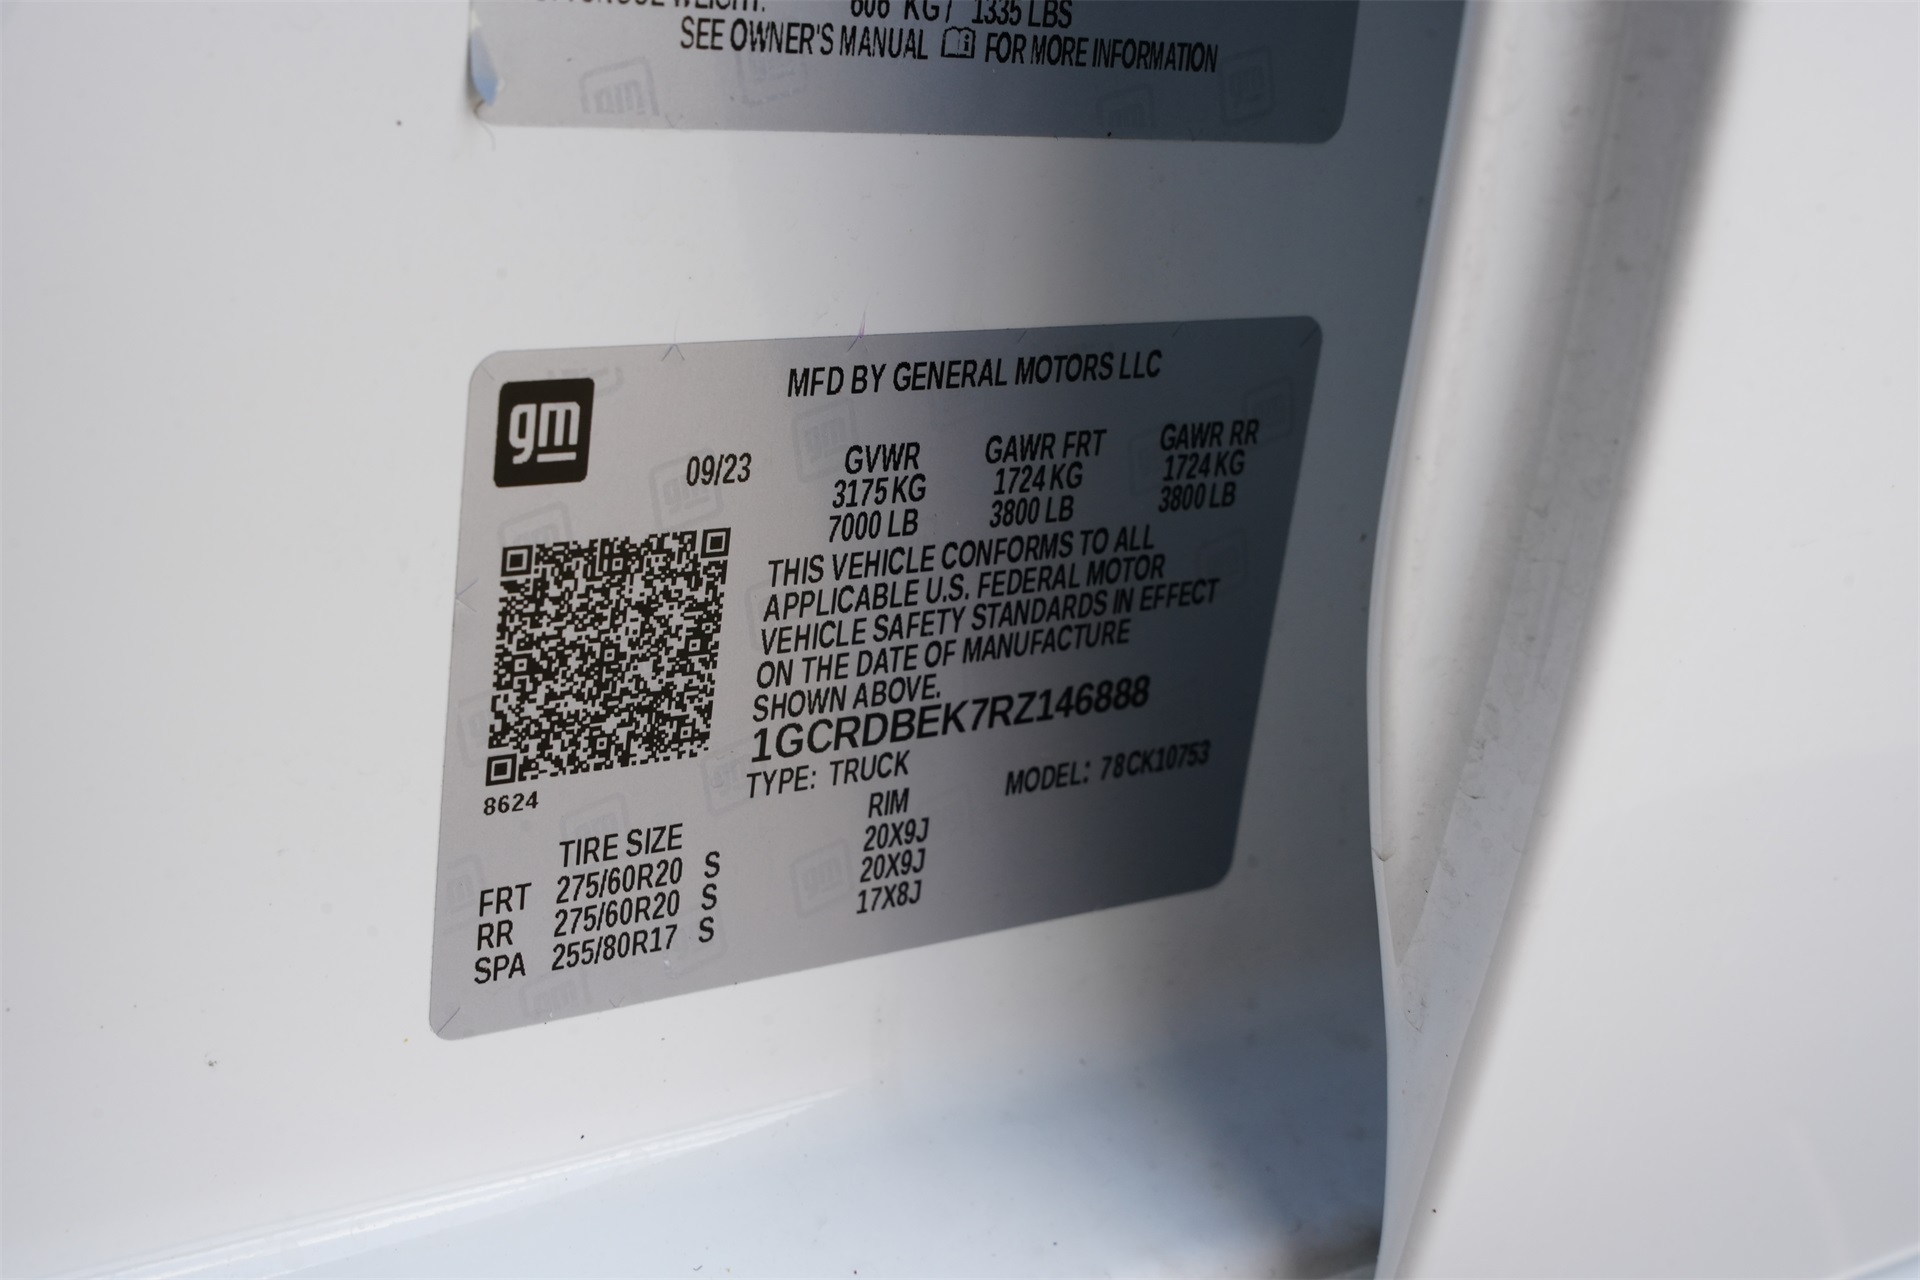 WEIGHT: 606 KG / 1335 LBS
SEE OWNER'S MANUAL FOR MORE INFORMATION
gm
MFD BY GENERAL MOTORS LLC
09/23 GVWR GAWR FRT GAWR RR
3175 KG 1724 KG 1724 KG
7000 LB 3800 LB 3800 LB
THIS VEHICLE CONFORMS TO ALL
APPLICABLE U.S. FEDERAL MOTOR
VEHICLE SAFETY STANDARDS IN EFFECT
ON THE DATE OF MANUFACTURE
SHOWN ABOVE.
1GCRDBEK7RZ146888
TYPE: TRUCK MODEL: 78CK10753
8624
TIRE SIZE RIM
FRT 275/60R20 S 20X9J
RR 275/60R20 S 20X9J
SPA 255/80R17 S 17X8J